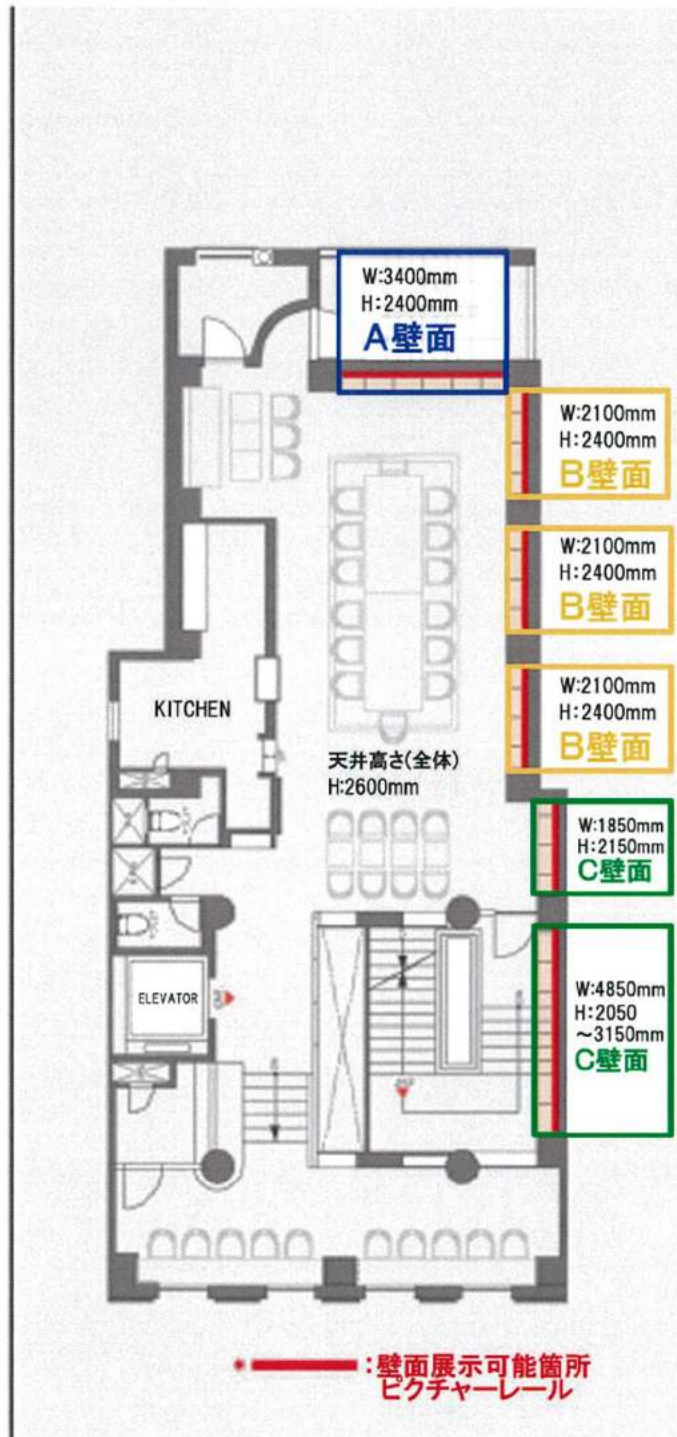 W:3400mm
H:2400mm
A壁面
W:2100mm
H:2400mm
B壁面
W:2100mm
H:2400mm
B壁面
W:2100mm
H:2400mm
B壁面
KITCHEN
天井高さ(全体)
H:2600mm
W:1850mm
H:2150mm
C壁面
ELEVATOR
W:4850mm
H:2050
～3150mm
C壁面
:壁面展示可能箇所
ピクチャーレール